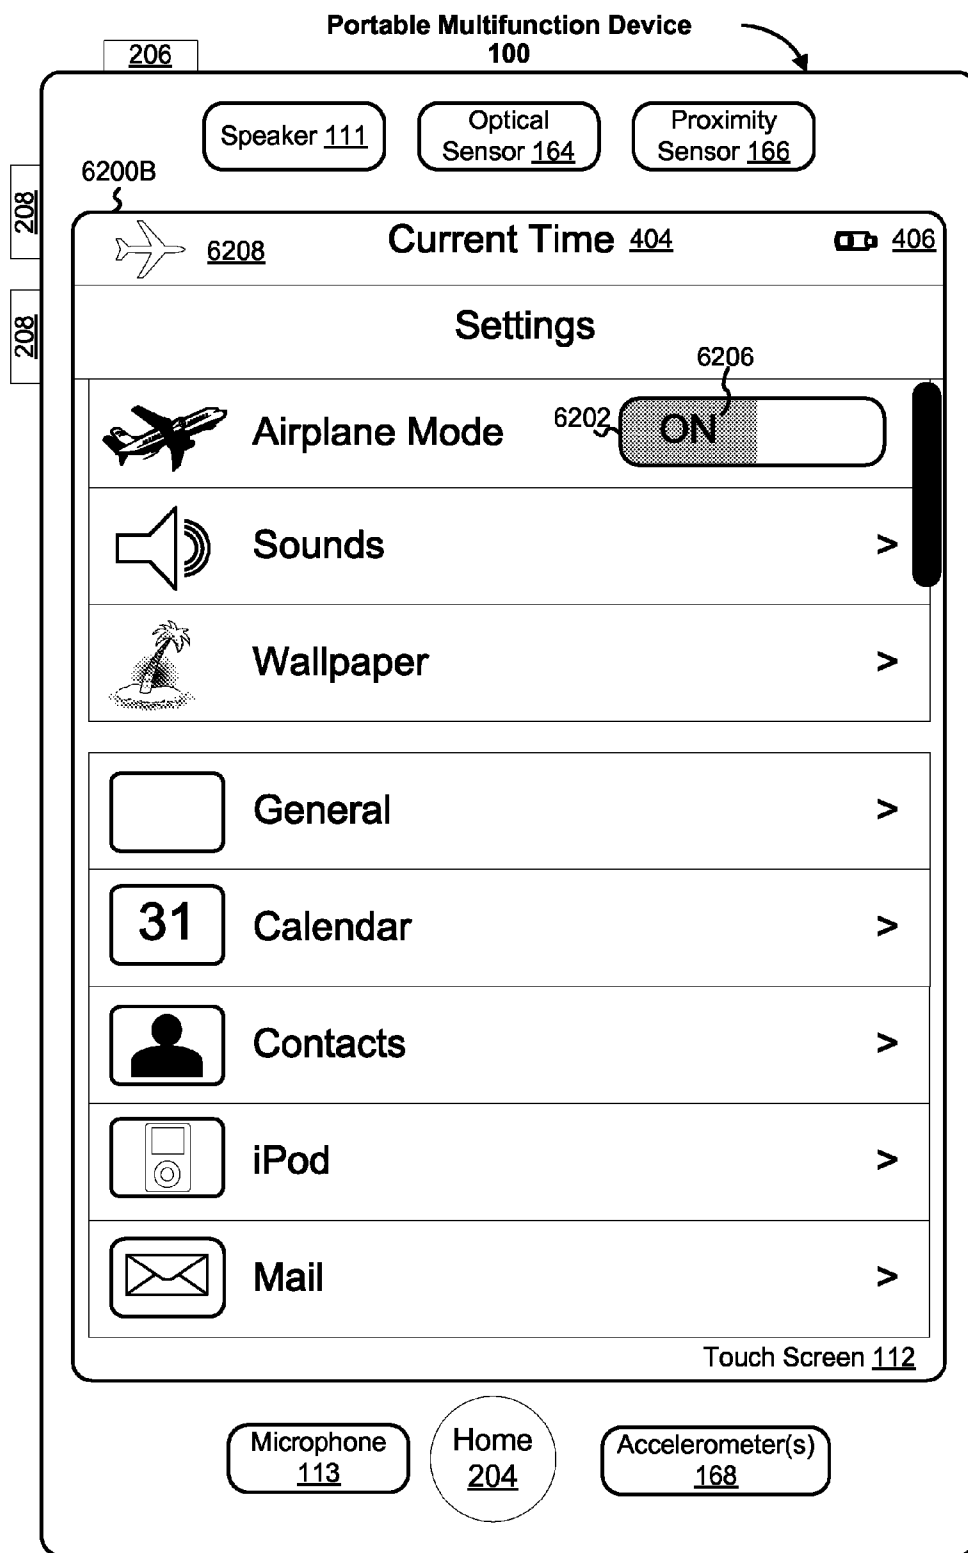 Portable Multifunction Device
100
206
Speaker 111
Optical
Sensor 164
Proximity
Sensor 166
6200B
208
208
6208
Current Time 404
406
Settings
6206
6202
Airplane Mode
ON
Sounds
>
Wallpaper
>
General
>
31
Calendar
>
Contacts
>
iPod
>
Mail
>
Touch Screen 112
Microphone
113
Home
204
Accelerometer(s)
168